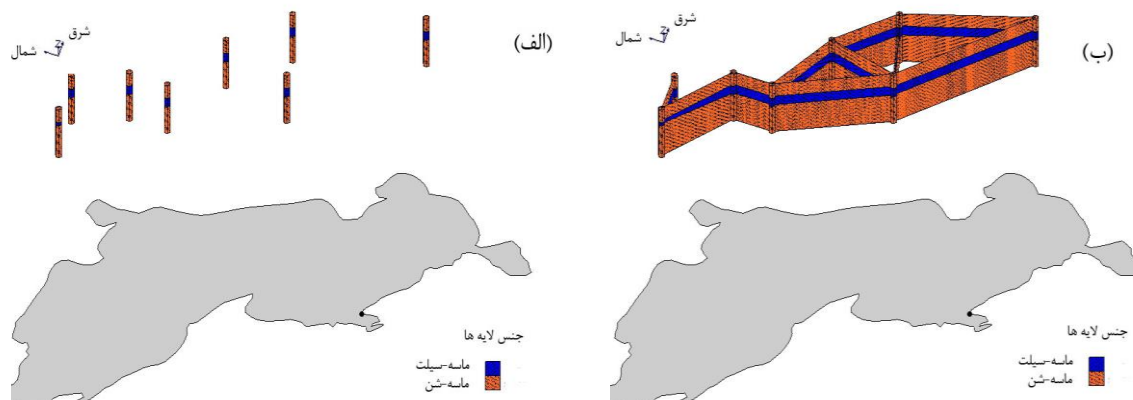 شرق
شمال
Z
(الف)
جنس لایه ها
ماسه-سیلت
ماسه-شن
شرق
شمال
Z
(ب)
جنس لایه ها
ماسه-سیلت
ماسه-شن